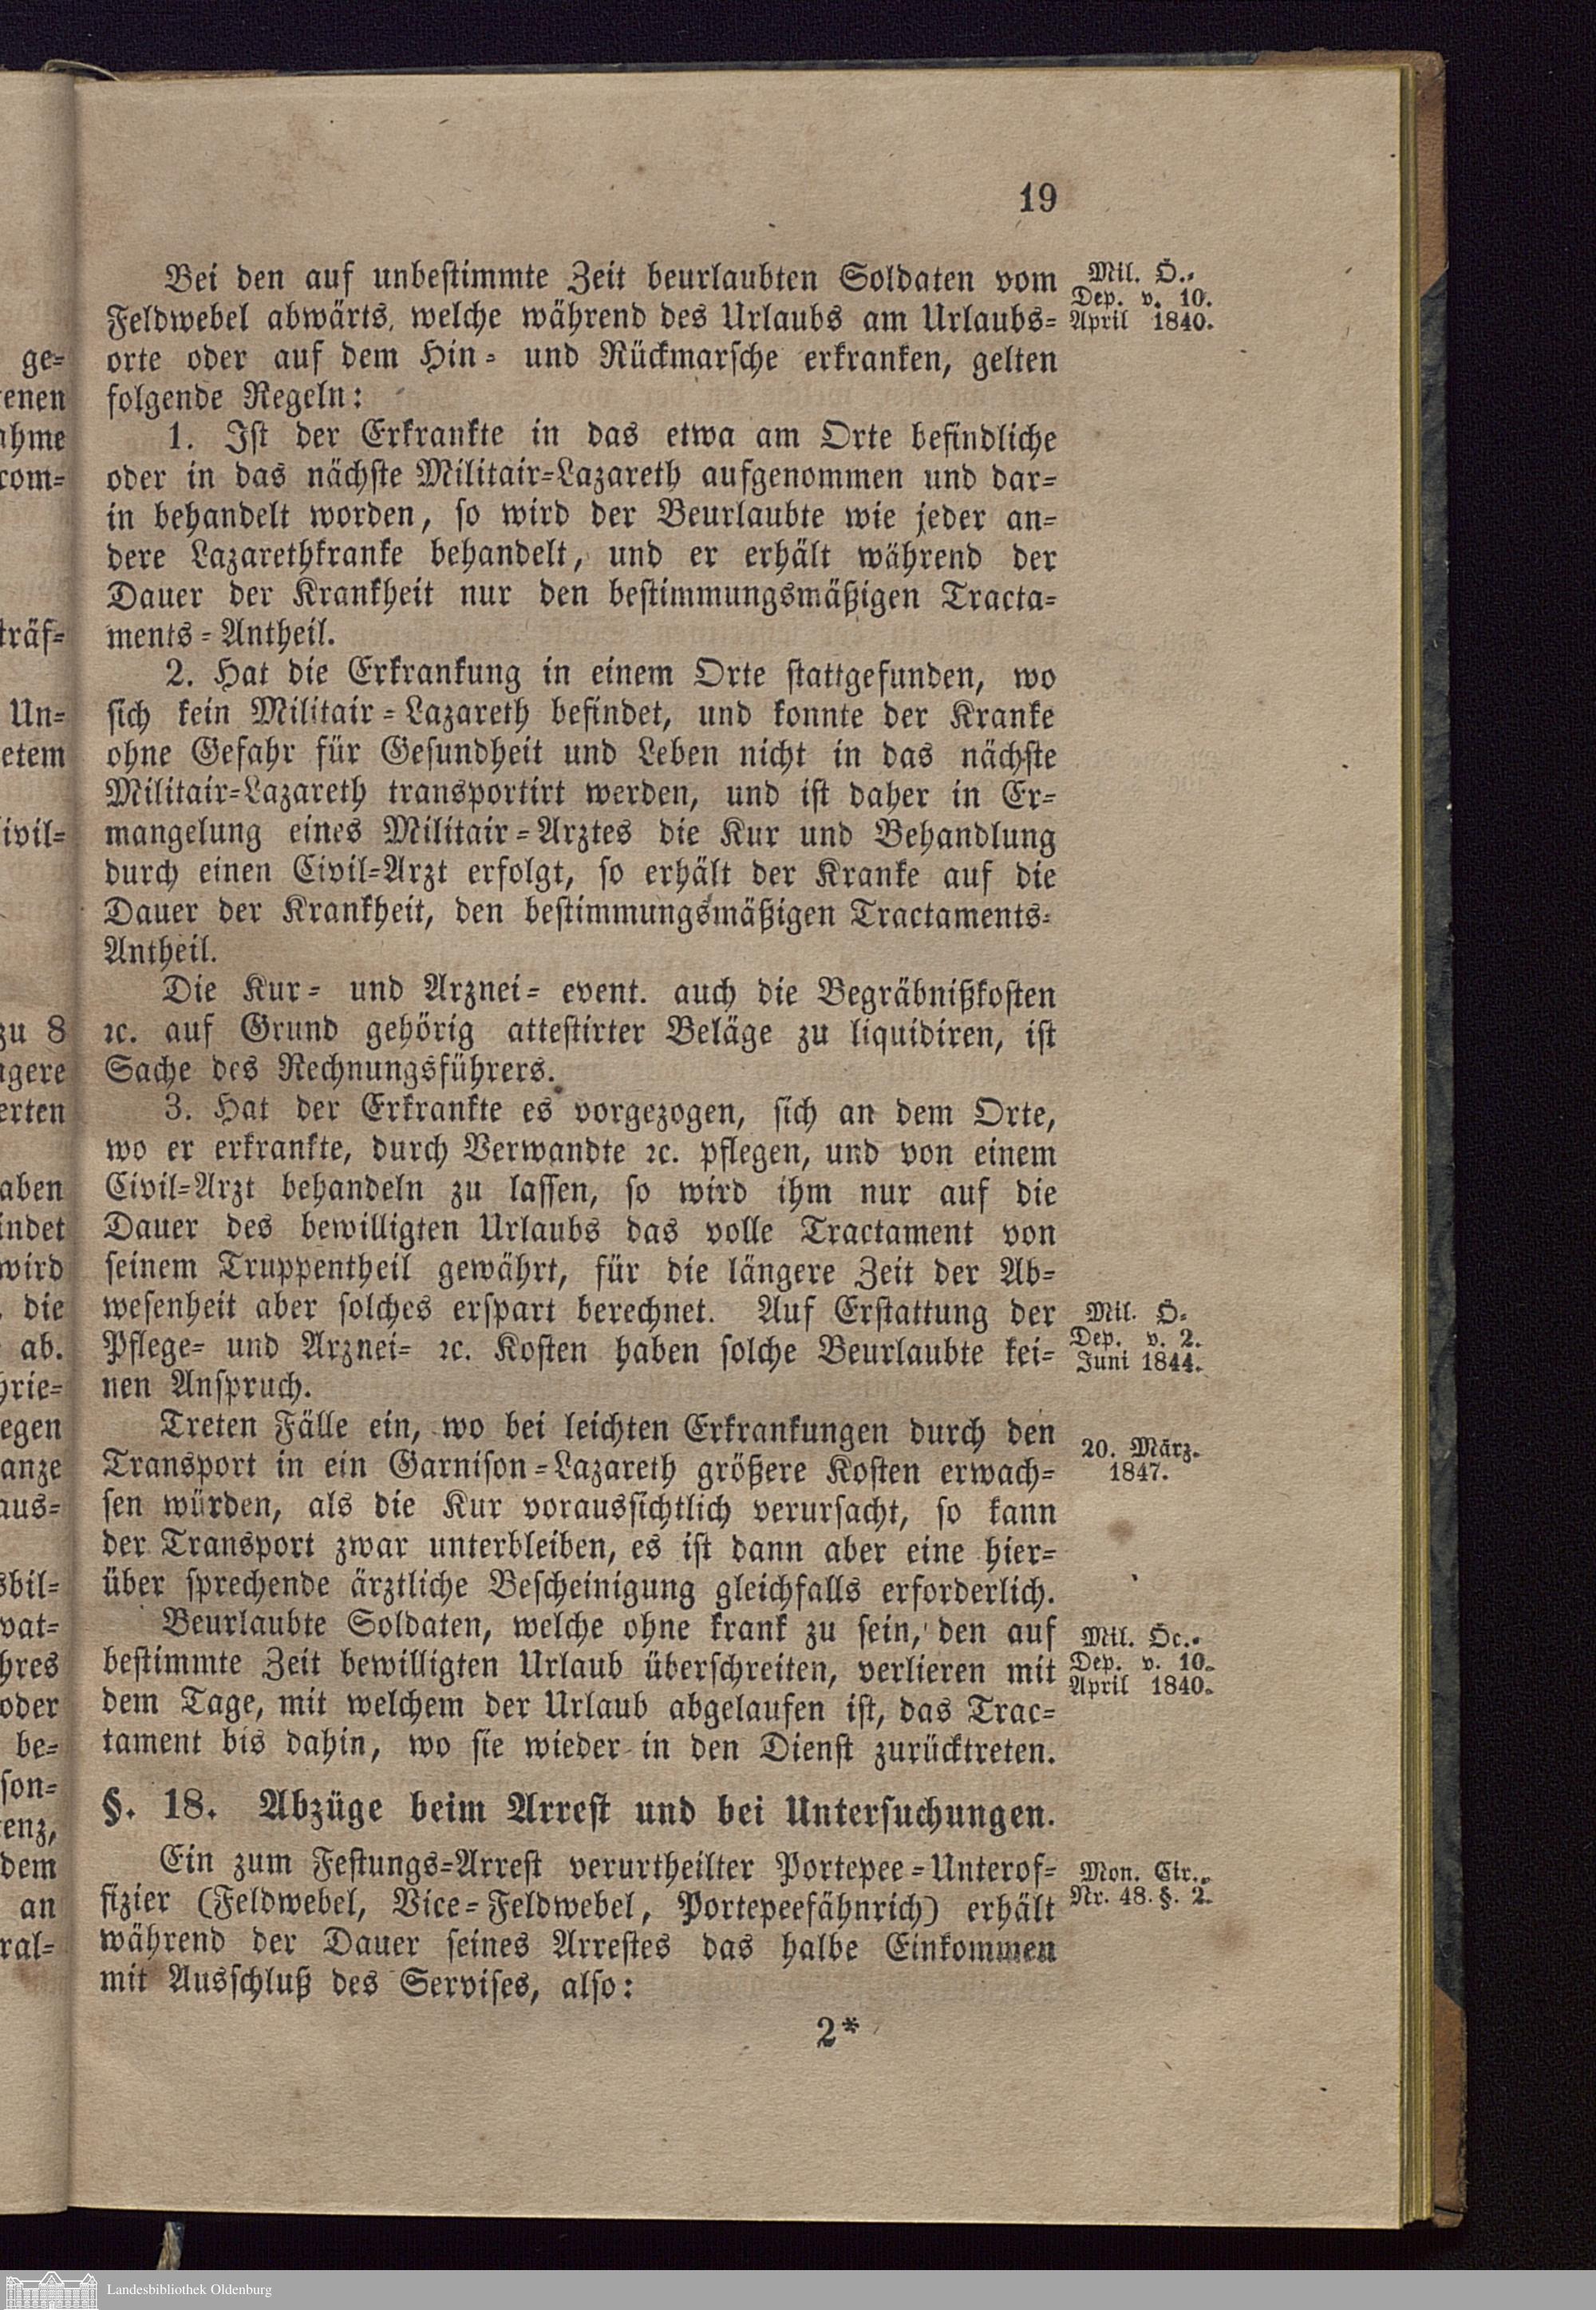 19
Bei den auf unbestimmte Zeit beurlaubten Soldaten vom
Feldwebel abwärts, welche während des Urlaubs am Urlaubs-
orte oder auf dem Hin- und Rückmarsche erkranken, gelten
folgende Regeln:
Mil. Ö.-
Dep. v. 10.
April 1840.
1. Ist der Erkrankte in das etwa am Orte befindliche
oder in das nächste Militair-Lazareth aufgenommen und dar-
in behandelt worden, so wird der Beurlaubte wie jeder an-
dere Lazarethkranke behandelt, und er erhält während der
Dauer der Krankheit nur den bestimmungsmäßigen Tracta-
ments-Antheil.
2. Hat die Erkrankung in einem Orte stattgefunden, wo
sich kein Militair-Lazareth befindet, und konnte der Kranke
ohne Gefahr für Gesundheit und Leben nicht in das nächste
Militair-Lazareth transportirt werden, und ist daher in Er-
mangelung eines Militair-Arztes die Kur und Behandlung
durch einen Civil-Arzt erfolgt, so erhält der Kranke auf die
Dauer der Krankheit, den bestimmungsmäßigen Tractaments-
Antheil.
Die Kur- und Arznei- event. auch die Begräbnißkosten
ꝛc. auf Grund gehörig attestirter Beläge zu liquidiren, ist
Sache des Rechnungsführers.
3. Hat der Erkrankte es vorgezogen, sich an dem Orte,
wo er erkrankte, durch Verwandte ꝛc. pflegen, und von einem
Civil-Arzt behandeln zu lassen, so wird ihm nur auf die
Dauer des bewilligten Urlaubs das volle Tractament von
seinem Truppentheil gewährt, für die längere Zeit der Ab-
wesenheit aber solches erspart berechnet. Auf Erstattung der
Pflege- und Arznei- ꝛc. Kosten haben solche Beurlaubte kei-
nen Anspruch.
Mil. Ö-
Dep. v. 2.
Juni 1844.
Treten Fälle ein, wo bei leichten Erkrankungen durch den
Transport in ein Garnison-Lazareth größere Kosten erwach-
sen würden, als die Kur voraussichtlich verursacht, so kann
der Transport zwar unterbleiben, es ist dann aber eine hier-
über sprechende ärztliche Bescheinigung gleichfalls erforderlich.
20. März.
1847.
Beurlaubte Soldaten, welche ohne krank zu sein, den auf
bestimmte Zeit bewilligten Urlaub überschreiten, verlieren mit
dem Tage, mit welchem der Urlaub abgelaufen ist, das Trac-
tament bis dahin, wo sie wieder in den Dienst zurücktreten.
Mil. Öc.-
Dep. v. 10.
April 1840.
§. 18. Abzüge beim Arrest und bei Untersuchungen.
Ein zum Festungs-Arrest verurtheilter Portepee-Unterof-
fizier (Feldwebel, Vice-Feldwebel, Portepeefähnrich) erhält
während der Dauer seines Arrestes das halbe Einkommen
mit Ausschluß des Servises, also:
Mon. Cir.-
Nr. 48. §. 2.
2*
ge-
com-
Un-
etem
zu 8
wird
die
ab.
aus-
oder
be-
dem
an
Landesbibliothek Oldenburg